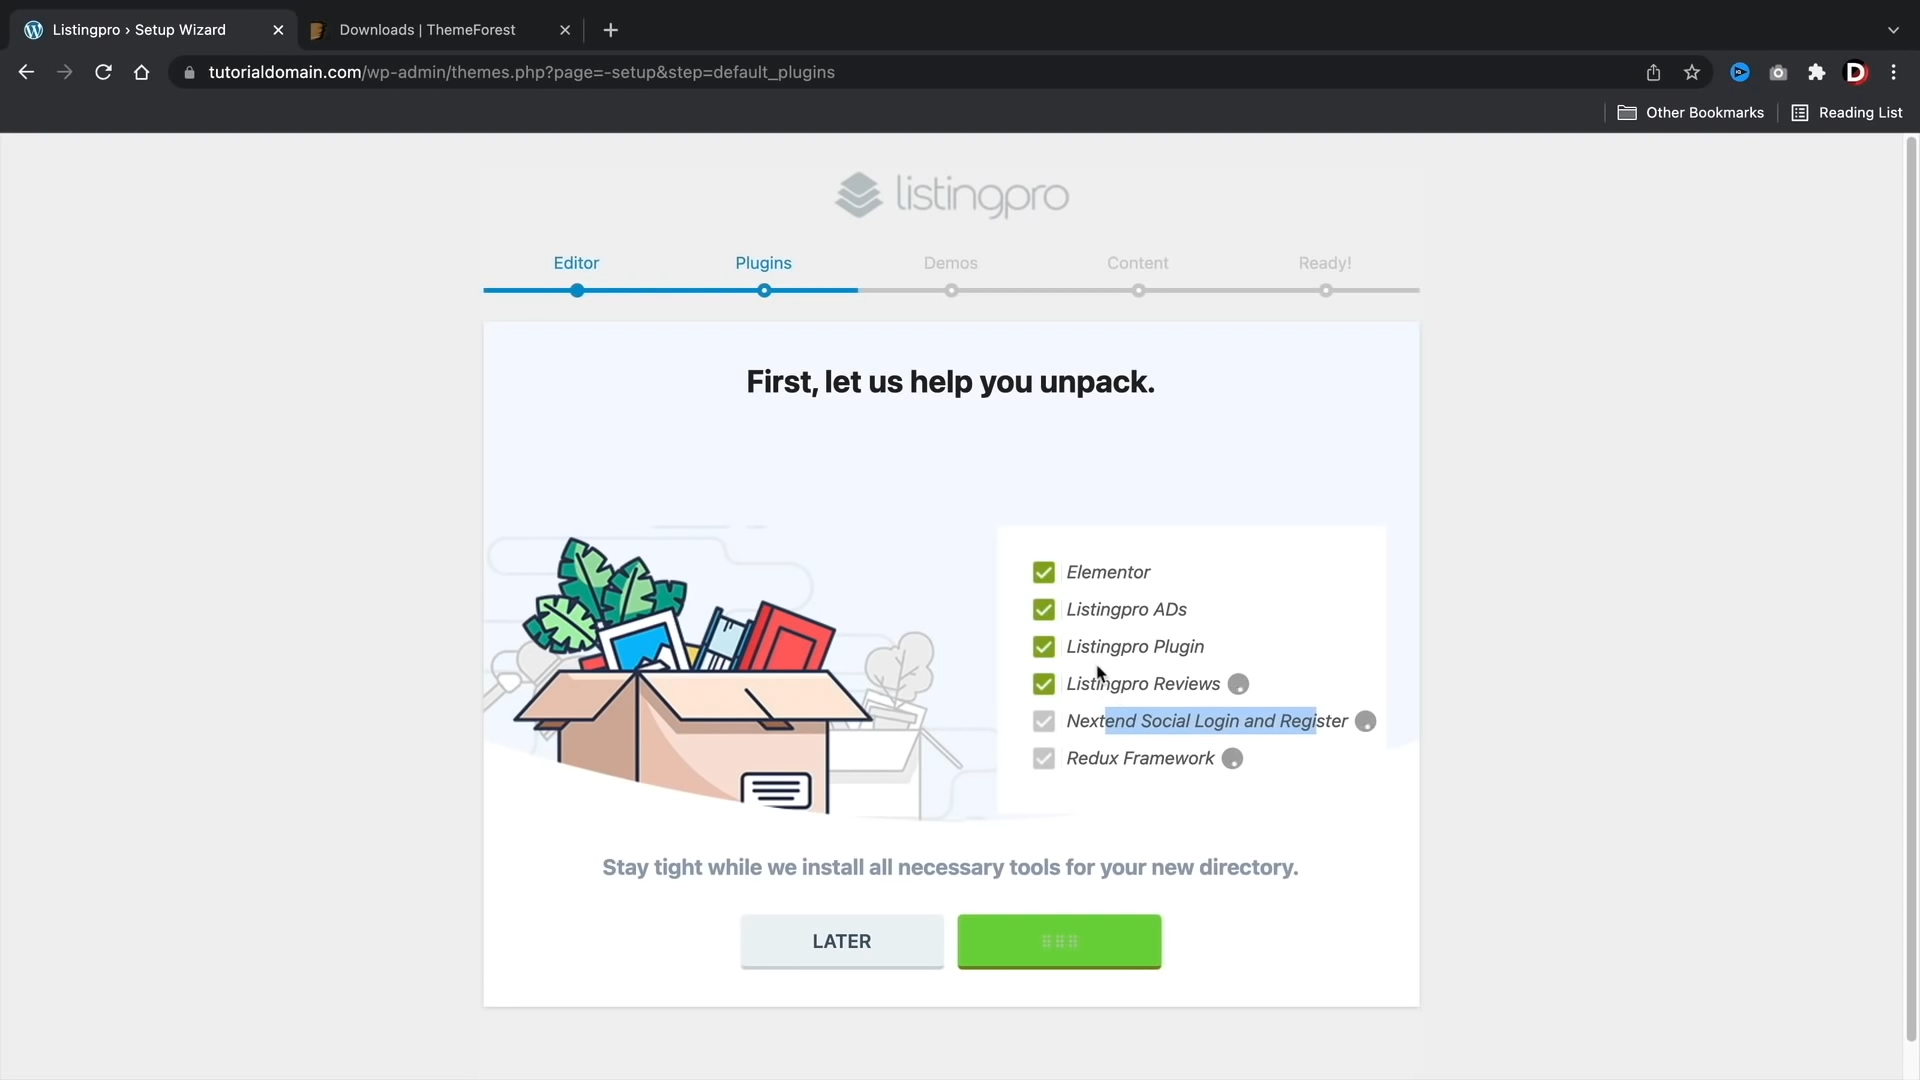 Listingpro › Setup Wizard
Downloads | ThemeForest
tutorialdomain.com/wp-admin/themes.php?page=-setup&step=default_plugins
Other Bookmarks
Reading List
listingpro
Editor
Plugins
Demos
Content
Ready!
First, let us help you unpack.
Elementor
Listingpro ADs
Listingpro Plugin
Listingpro Reviews
Nextend Social Login and Register
Redux Framework
Stay tight while we install all necessary tools for your new directory.
LATER